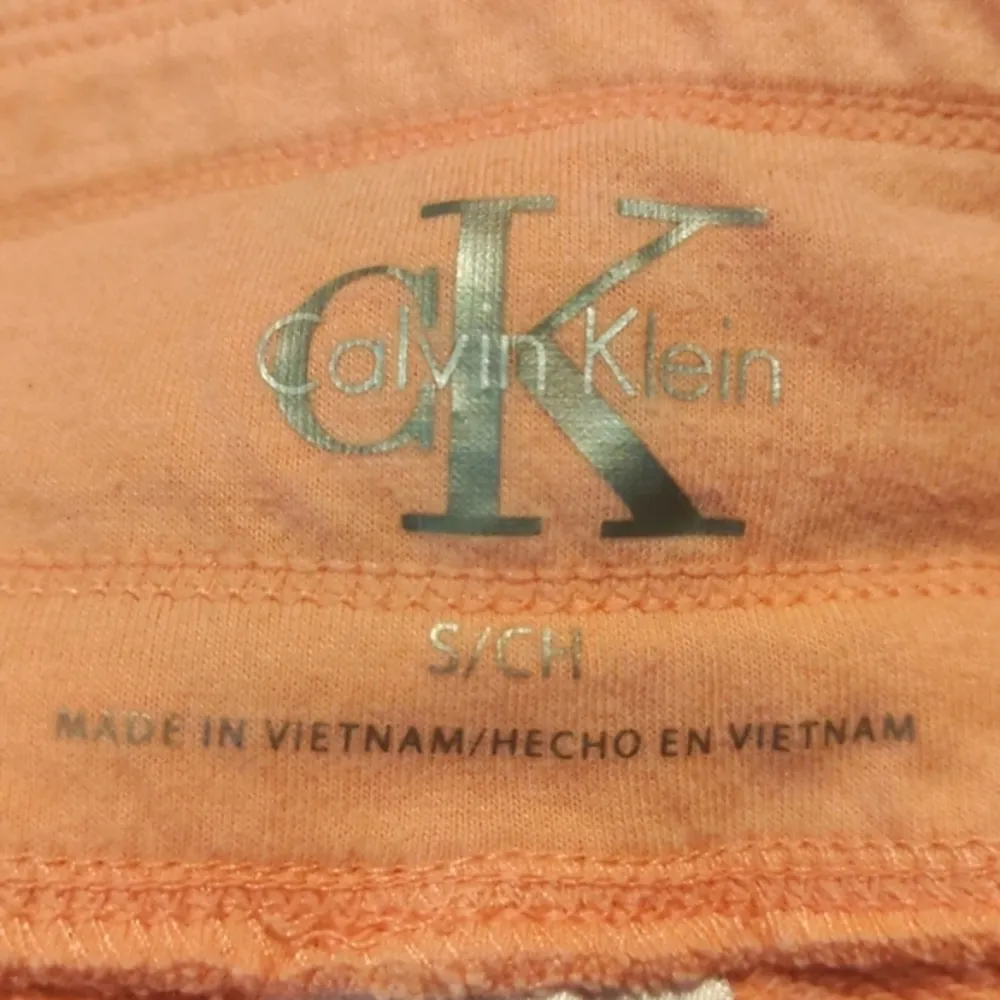 CK
Calvin Klein
S/CH
MADE IN VIETNAM/HECHO EN VIETNAM